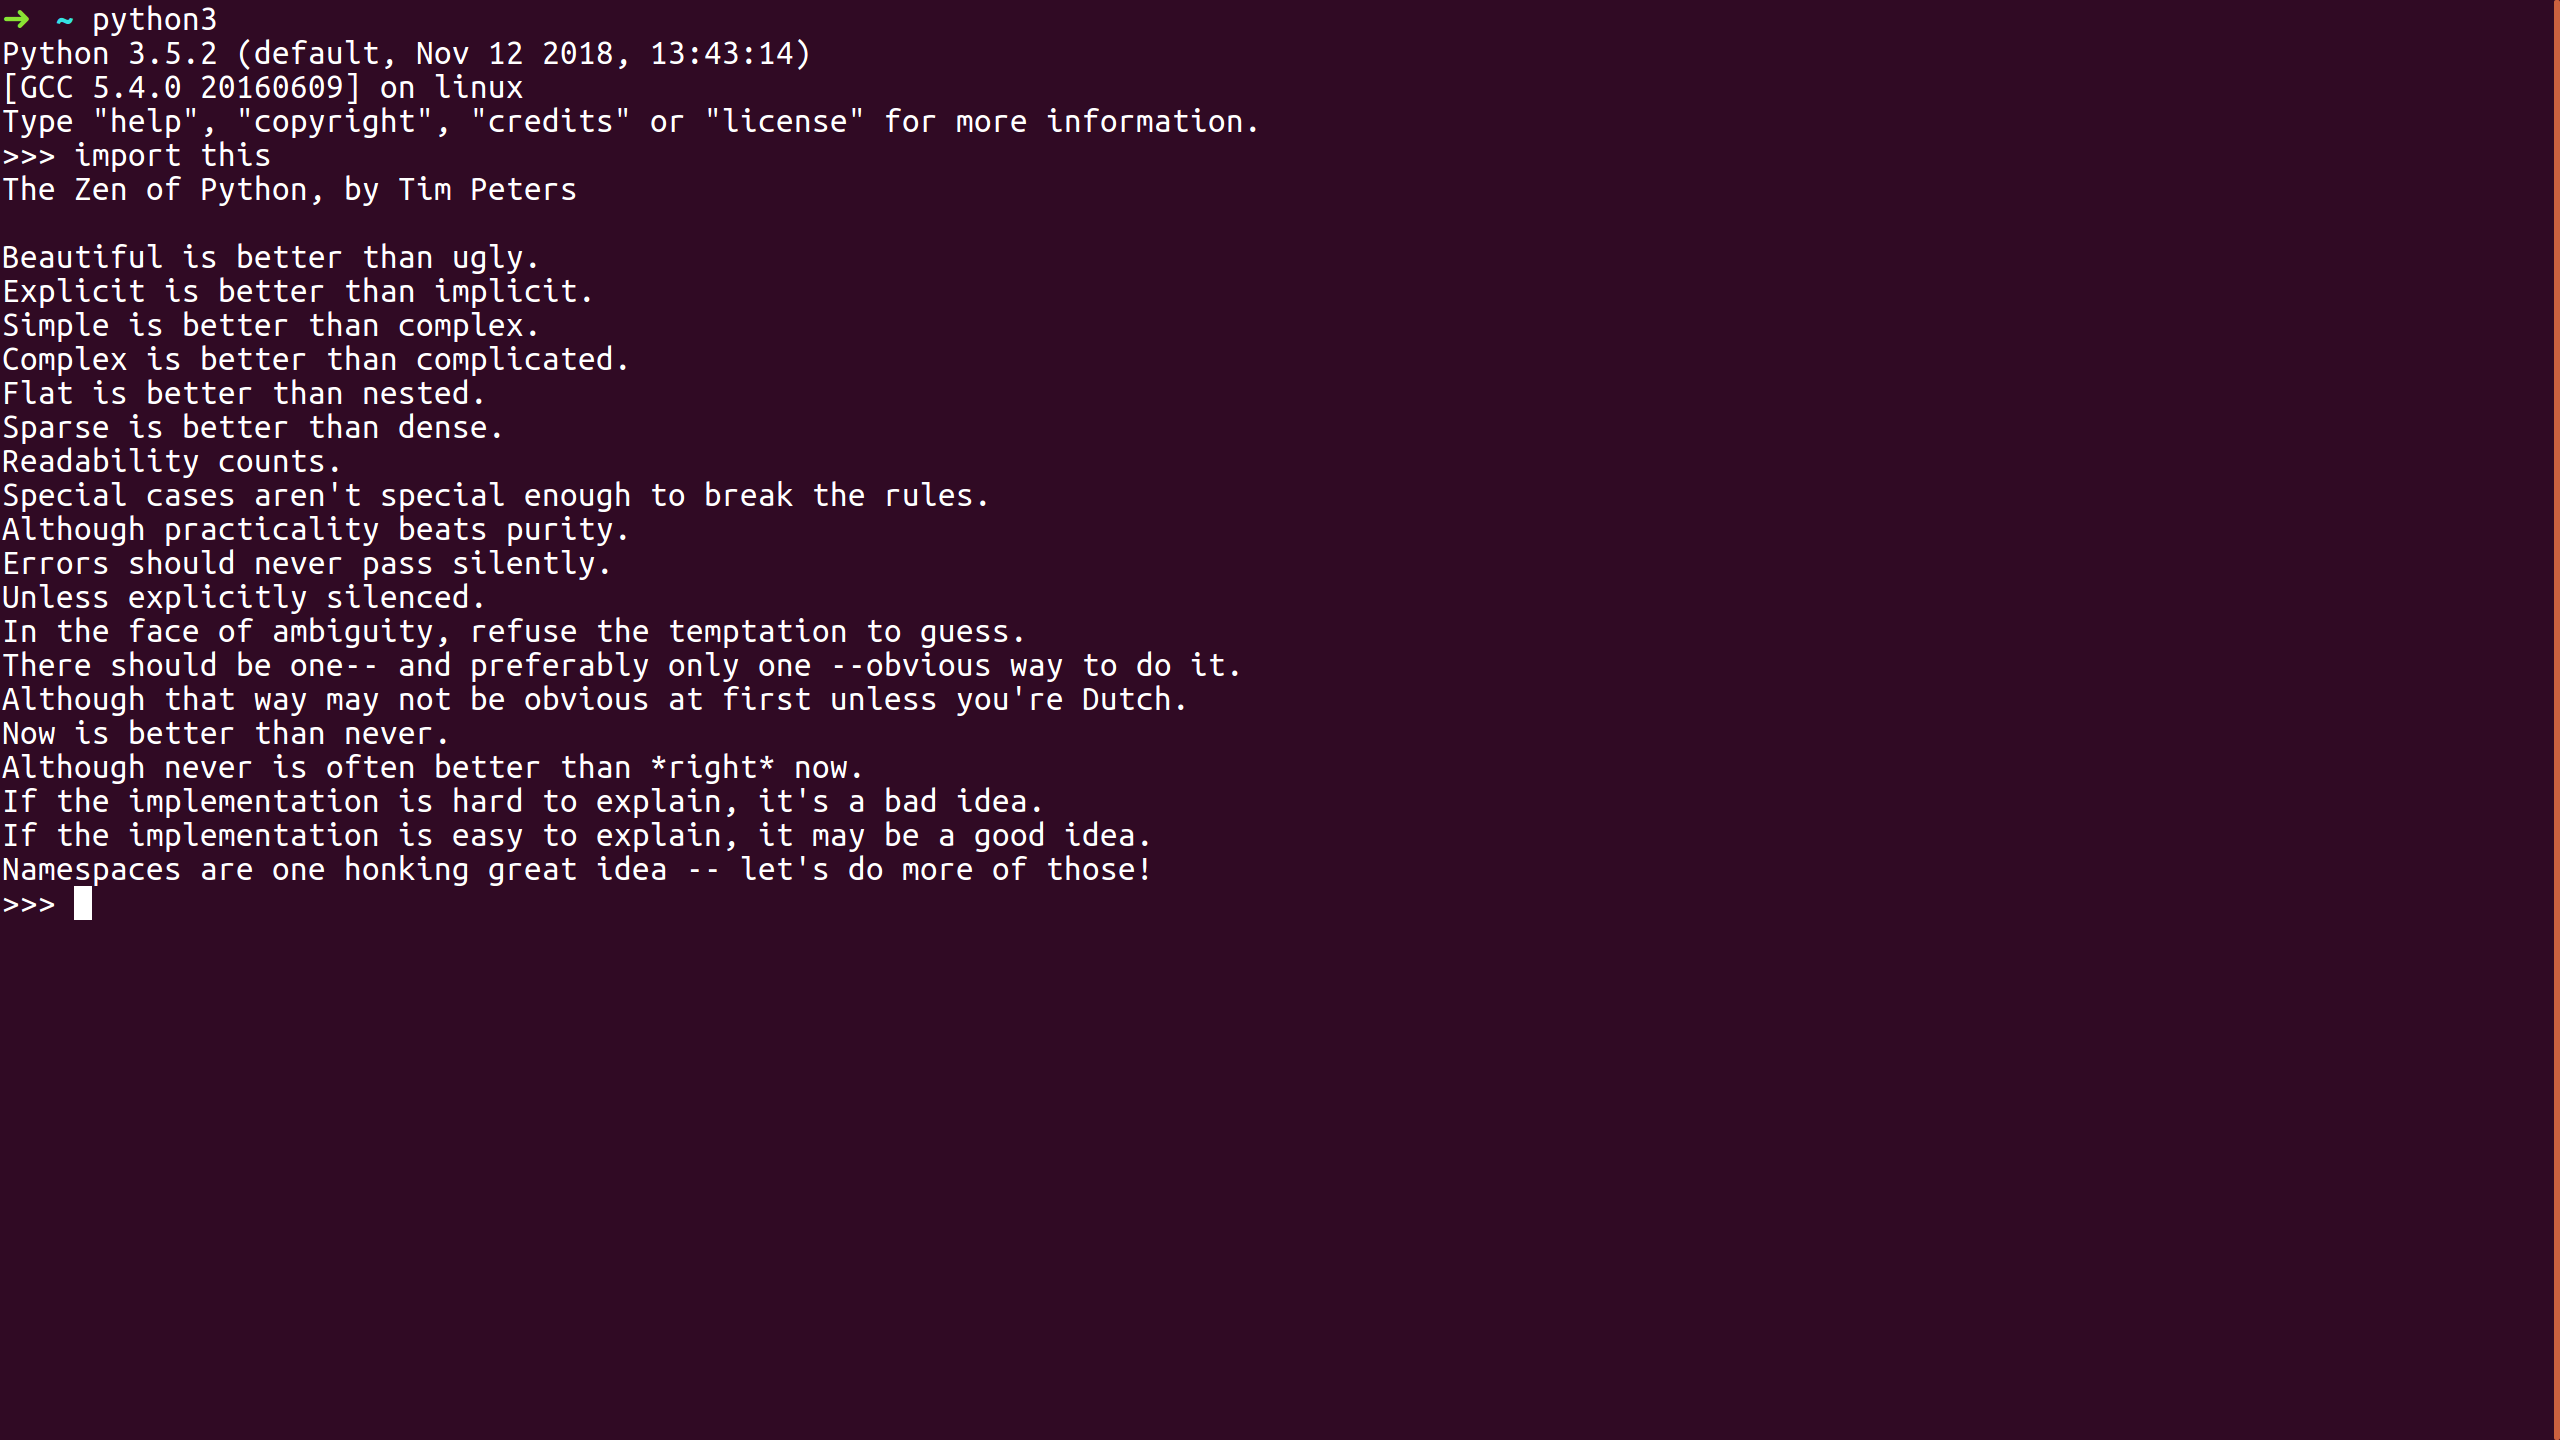 ➜  ~ python3
Python 3.5.2 (default, Nov 12 2018, 13:43:14)
[GCC 5.4.0 20160609] on linux
Type "help", "copyright", "credits" or "license" for more information.
>>> import this
The Zen of Python, by Tim Peters

Beautiful is better than ugly.
Explicit is better than implicit.
Simple is better than complex.
Complex is better than complicated.
Flat is better than nested.
Sparse is better than dense.
Readability counts.
Special cases aren't special enough to break the rules.
Although practicality beats purity.
Errors should never pass silently.
Unless explicitly silenced.
In the face of ambiguity, refuse the temptation to guess.
There should be one-- and preferably only one --obvious way to do it.
Although that way may not be obvious at first unless you're Dutch.
Now is better than never.
Although never is often better than *right* now.
If the implementation is hard to explain, it's a bad idea.
If the implementation is easy to explain, it may be a good idea.
Namespaces are one honking great idea -- let's do more of those!
>>>